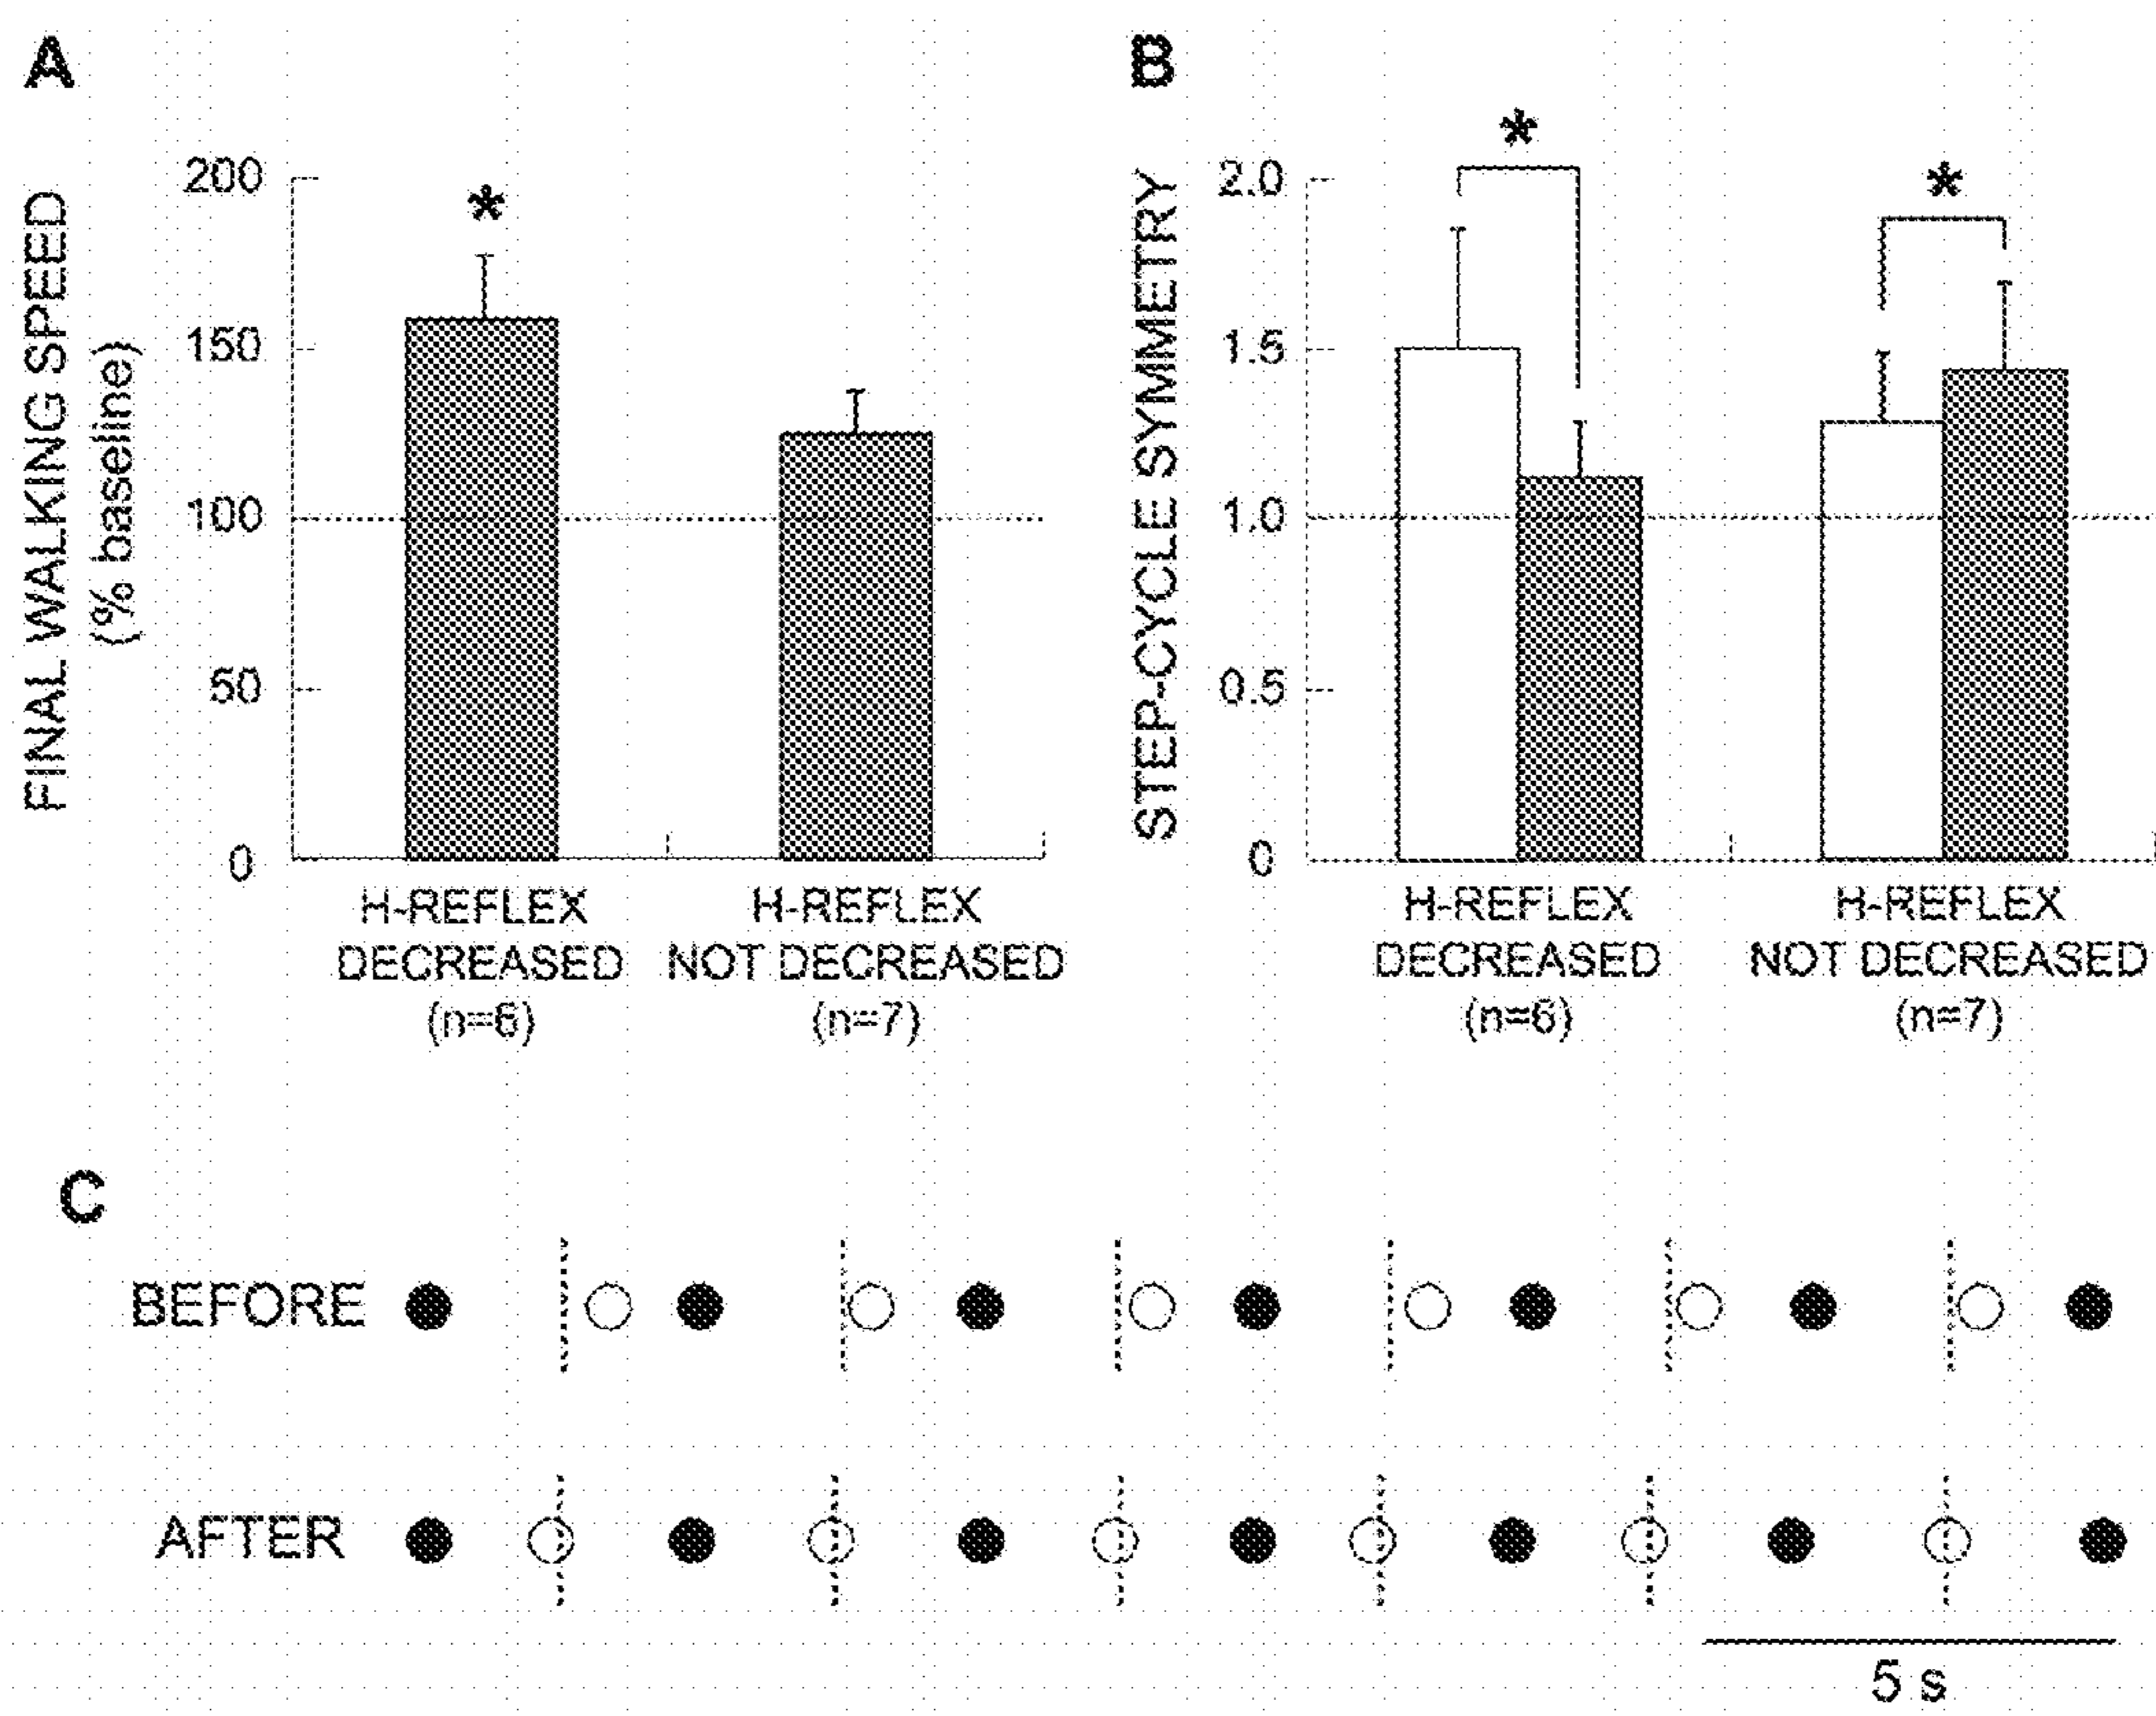 A
FINAL WALKING SPEED
(% baseline)
200
150
100
50
0
*
H-REFLEX
DECREASED
(n=6)
H-REFLEX
NOT DECREASED
(n=7)
B
STEP-CYCLE SYMMETRY
2.0
1.5
1.0
0.5
0
*
*
H-REFLEX
DECREASED
(n=6)
H-REFLEX
NOT DECREASED
(n=7)
C
BEFORE
AFTER
5 s